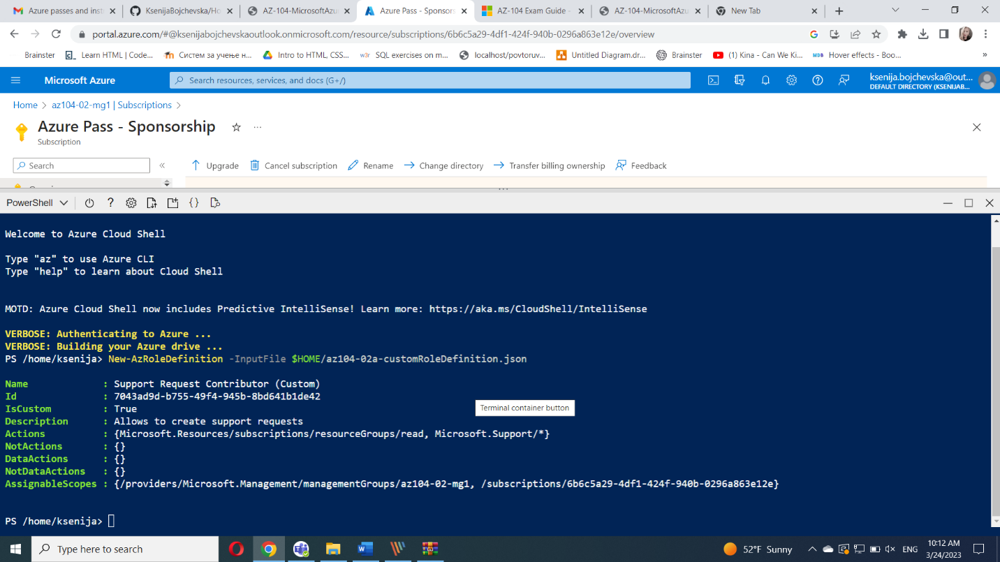 Azure passes and inst
KsenijaBojchevska/Ho
AZ-104-MicrosoftAzu
Azure Pass - Sponsors
AZ-104 Exam Guide -
AZ-104-MicrosoftAzu
New Tab
portal.azure.com/#@ksenijabojchevskaoutlook.onmicrosoft.com/resource/subscriptions/6b6c5a29-4df1-424f-940b-0296a863e12e/overview
Brainster
Learn HTML | Code...
Систем за учење н...
Intro to HTML, CSS...
w3r SQL exercises on m...
localhost/povtoruv...
Untitled Diagram.dr...
Brainster
(1) Kina - Can We Ki...
MDB Hover effects - Boo...
»
Microsoft Azure
Search resources, services, and docs (G+/)
ksenija.bojchevska@out...
DEFAULT DIRECTORY (KSENIJAB...
Home > az104-02-mg1 | Subscriptions >
Azure Pass - Sponsorship
...
Subscription
Search
«
Upgrade
Cancel subscription
Rename
Change directory
Transfer billing ownership
Feedback
PowerShell
?
{}
Welcome to Azure Cloud Shell
Type "az" to use Azure CLI
Type "help" to learn about Cloud Shell
MOTD: Azure Cloud Shell now includes Predictive IntelliSense! Learn more: https://aka.ms/CloudShell/IntelliSense
VERBOSE: Authenticating to Azure ...
VERBOSE: Building your Azure drive ...
PS /home/ksenija> New-AzRoleDefinition -InputFile $HOME/az104-02a-customRoleDefinition.json
Name : Support Request Contributor (Custom)
Id : 7043ad9d-b755-49f4-945b-8bd641b1de42
IsCustom : True
Terminal container button
Description : Allows to create support requests
Actions : {Microsoft.Resources/subscriptions/resourceGroups/read, Microsoft.Support/*}
NotActions : {}
DataActions : {}
NotDataActions : {}
AssignableScopes : {/providers/Microsoft.Management/managementGroups/az104-02-mg1, /subscriptions/6b6c5a29-4df1-424f-940b-0296a863e12e}
PS /home/ksenija>
Type here to search
52°F Sunny
ENG
10:12 AM
3/24/2023